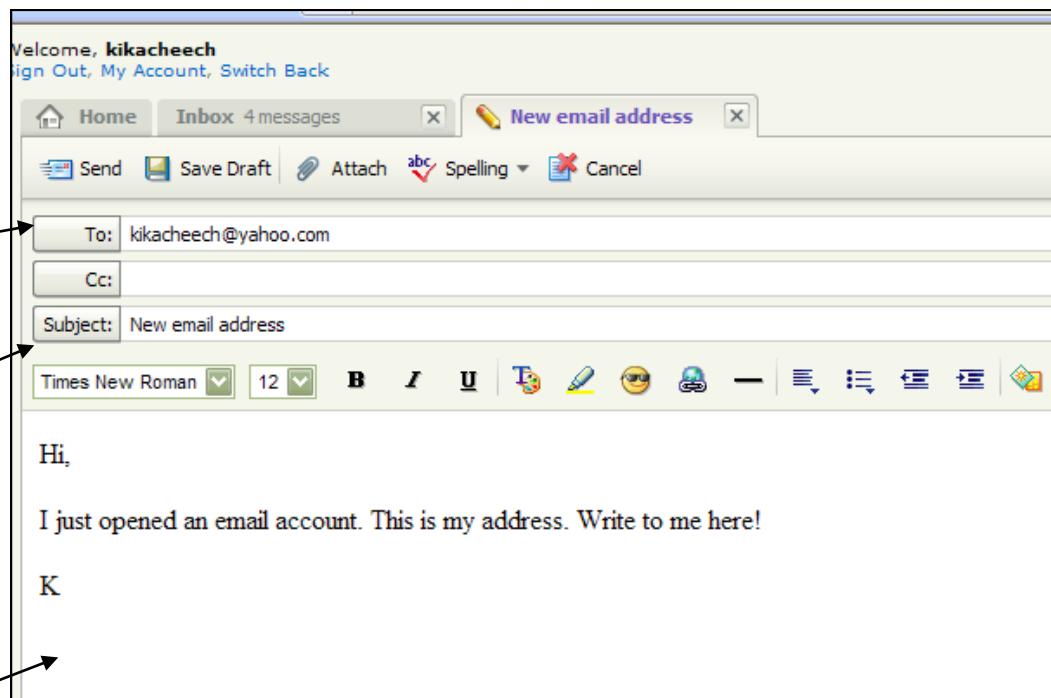 Welcome, kikacheech
Sign Out, My Account, Switch Back
Home Inbox 4 messages New email address
Send Save Draft Attach abc Spelling Cancel
To: kikacheech@yahoo.com
Cc:
Subject: New email address
Times New Roman 12 B I U
Hi,
I just opened an email account. This is my address. Write to me here!
K